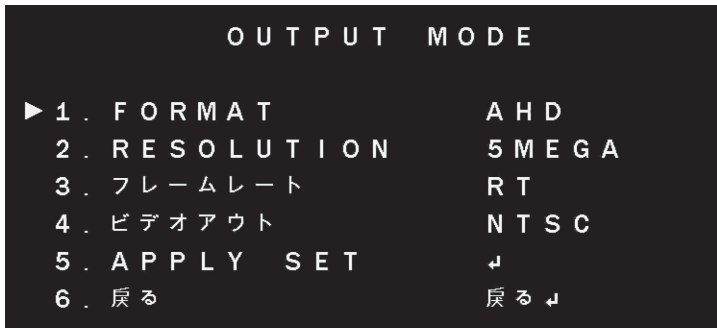 OUTPUT MODE
▶1. FORMAT AHD
2. RESOLUTION 5MEGA
3. フレームレート RT
4. ビデオアウト NTSC
5. APPLY SET ↲
6. 戻る 戻る↲